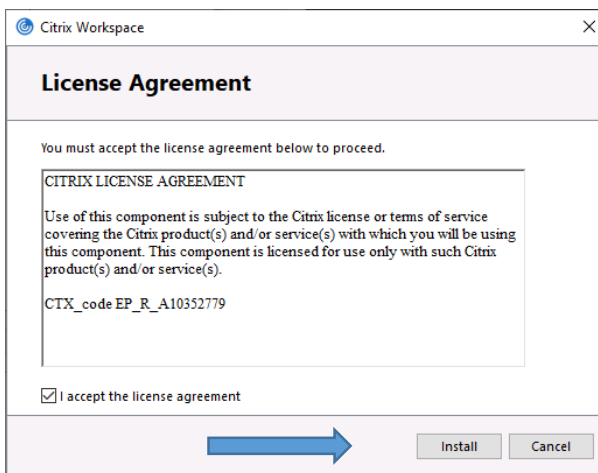 Citrix Workspace
License Agreement
You must accept the license agreement below to proceed.
CITRIX LICENSE AGREEMENT
Use of this component is subject to the Citrix license or terms of service
covering the Citrix product(s) and/or service(s) with which you will be using
this component. This component is licensed for use only with such Citrix
product(s) and/or service(s).
CTX_code EP_R_A10352779
I accept the license agreement
Install
Cancel